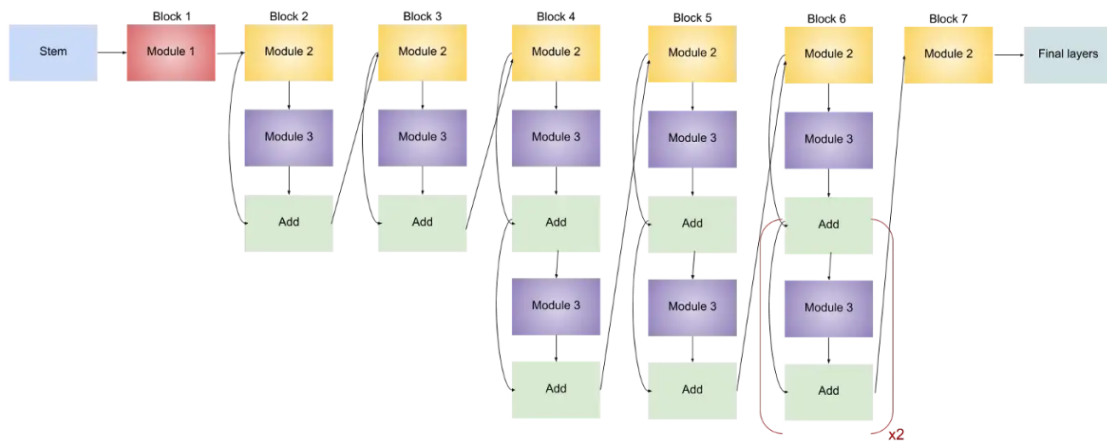 Block 1
Block 2
Block 3
Block 4
Block 5
Block 6
Block 7
Stem
Module 1
Module 2
Module 2
Module 2
Module 2
Module 2
Module 2
Final layers
Module 3
Module 3
Module 3
Module 3
Module 3
Add
Add
Add
Add
Add
Module 3
Module 3
Module 3
Add
Add
Add
x2